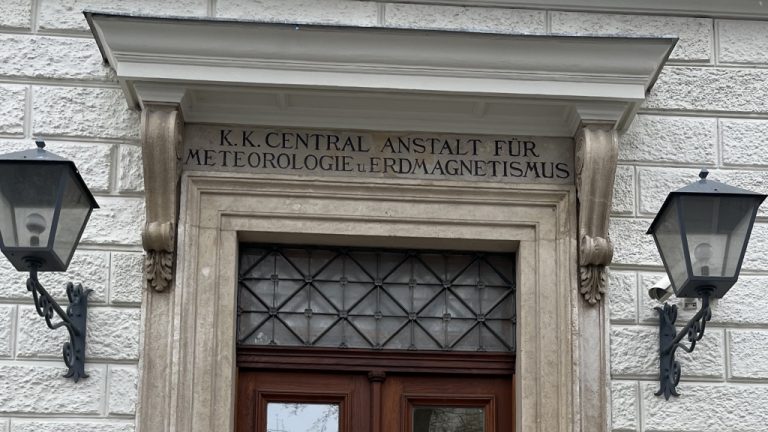 K.K. CENTRAL ANSTALT FÜR
METEOROLOGIE u ERDMAGNETISMUS